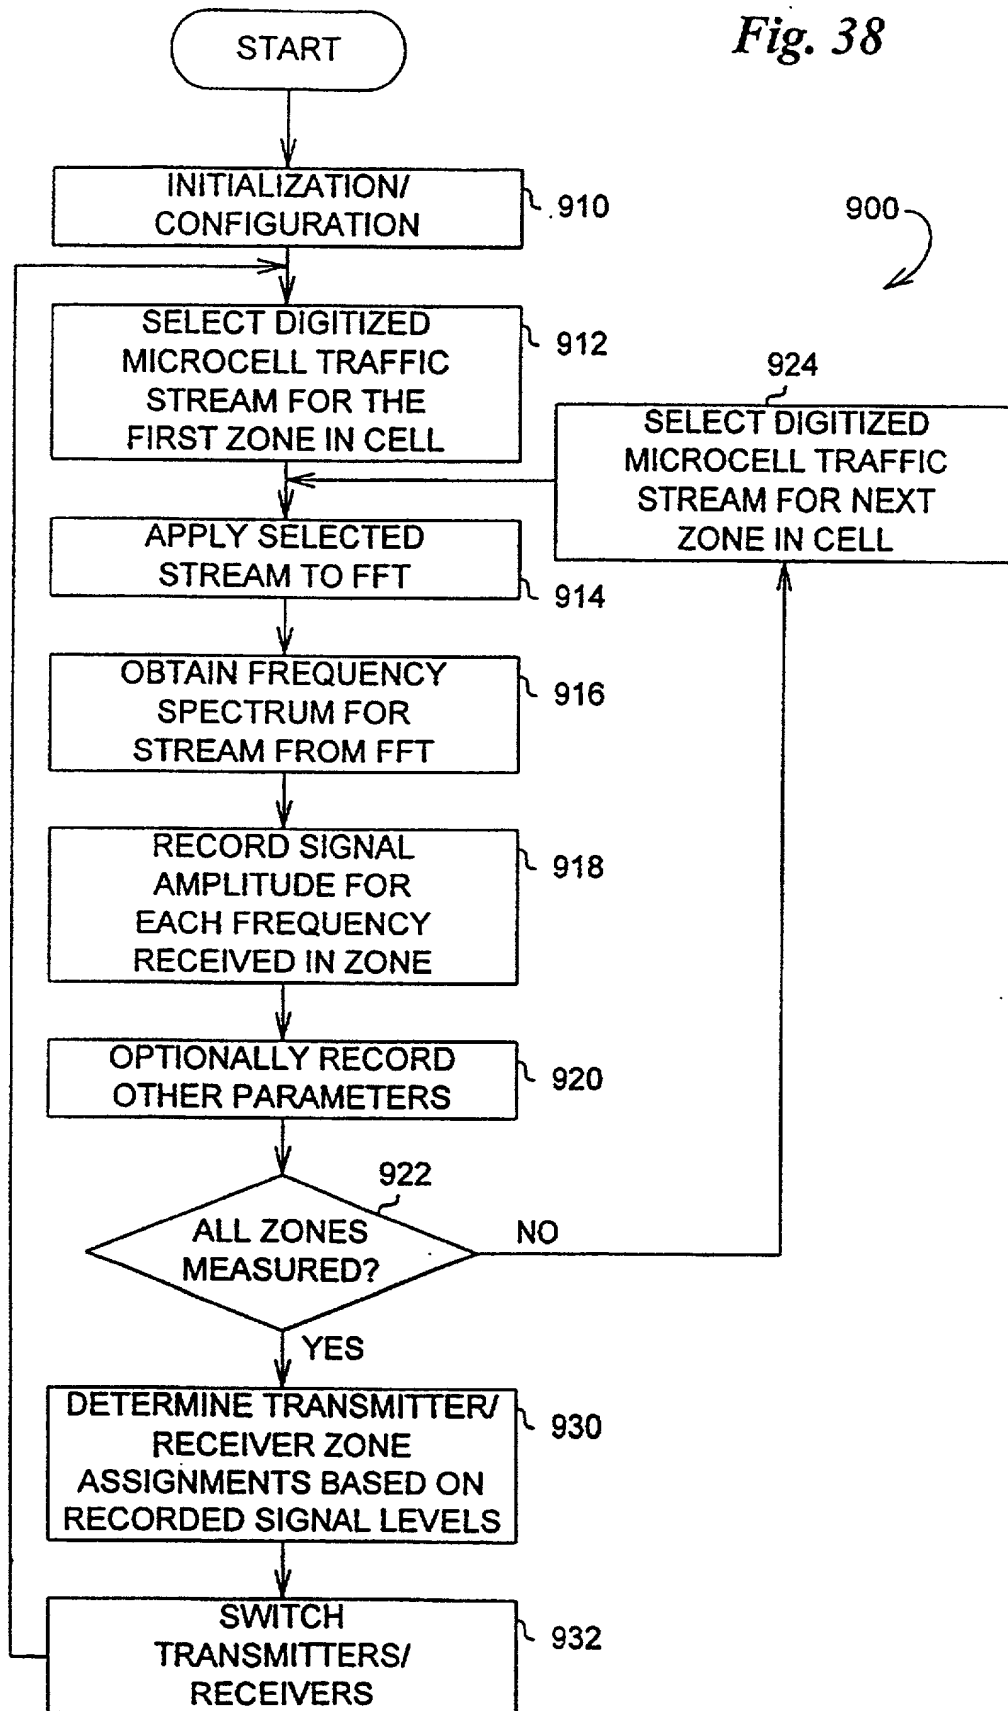 Fig. 38
START
INITIALIZATION/
CONFIGURATION
910
900
SELECT DIGITIZED
MICROCELL TRAFFIC
STREAM FOR THE
FIRST ZONE IN CELL
912
924
SELECT DIGITIZED
MICROCELL TRAFFIC
STREAM FOR NEXT
ZONE IN CELL
APPLY SELECTED
STREAM TO FFT
914
OBTAIN FREQUENCY
SPECTRUM FOR
STREAM FROM FFT
916
RECORD SIGNAL
AMPLITUDE FOR
EACH FREQUENCY
RECEIVED IN ZONE
918
OPTIONALLY RECORD
OTHER PARAMETERS
920
922
ALL ZONES
MEASURED?
NO
YES
DETERMINE TRANSMITTER/
RECEIVER ZONE
ASSIGNMENTS BASED ON
RECORDED SIGNAL LEVELS
930
SWITCH
TRANSMITTERS/
RECEIVERS
932